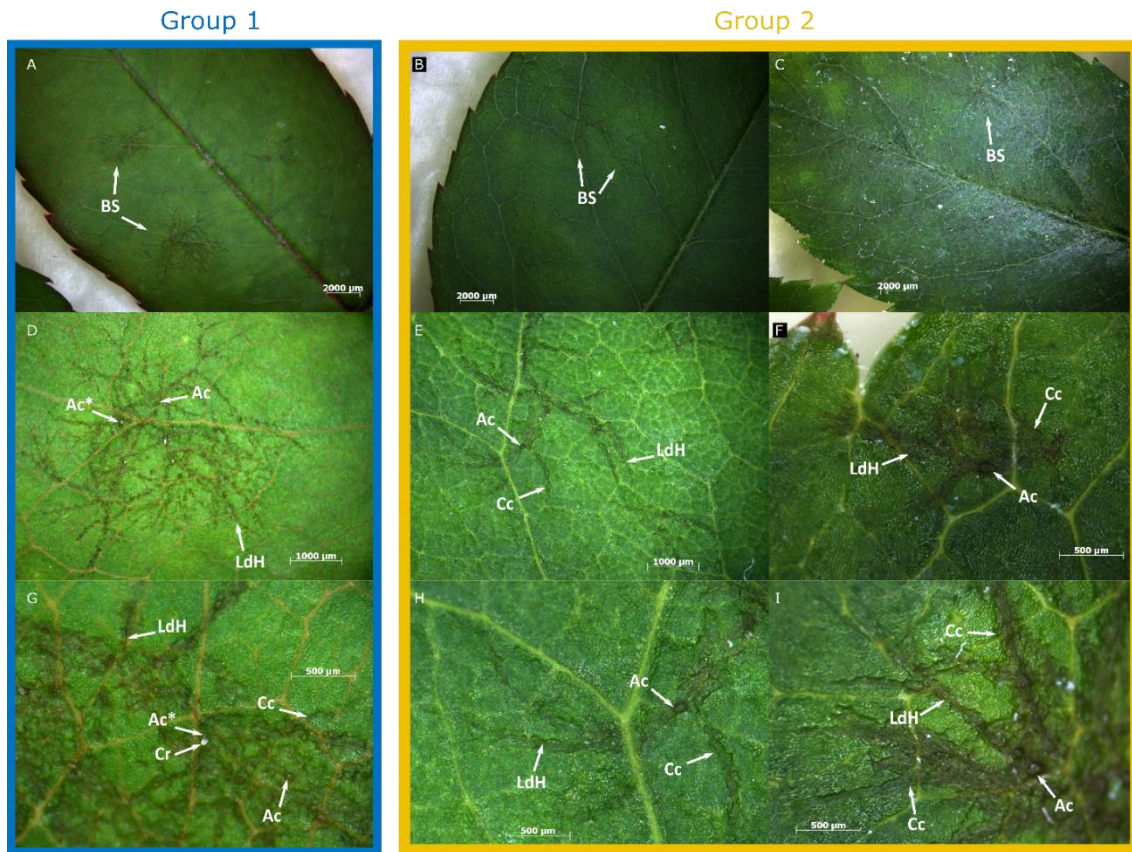 Group 1
Group 2
A
BS
2000 µm
B
BS
2000 µm
C
BS
2000 µm
D
Ac
Ac*
LdH
1000 µm
E
Ac
LdH
Cc
1000 µm
F
Cc
LdH
Ac
500 µm
G
LdH
500 µm
Cc
Ac*
Cr
Ac
H
Ac
LdH
Cc
500 µm
I
Cc
LdH
Ac
Cc
500 µm